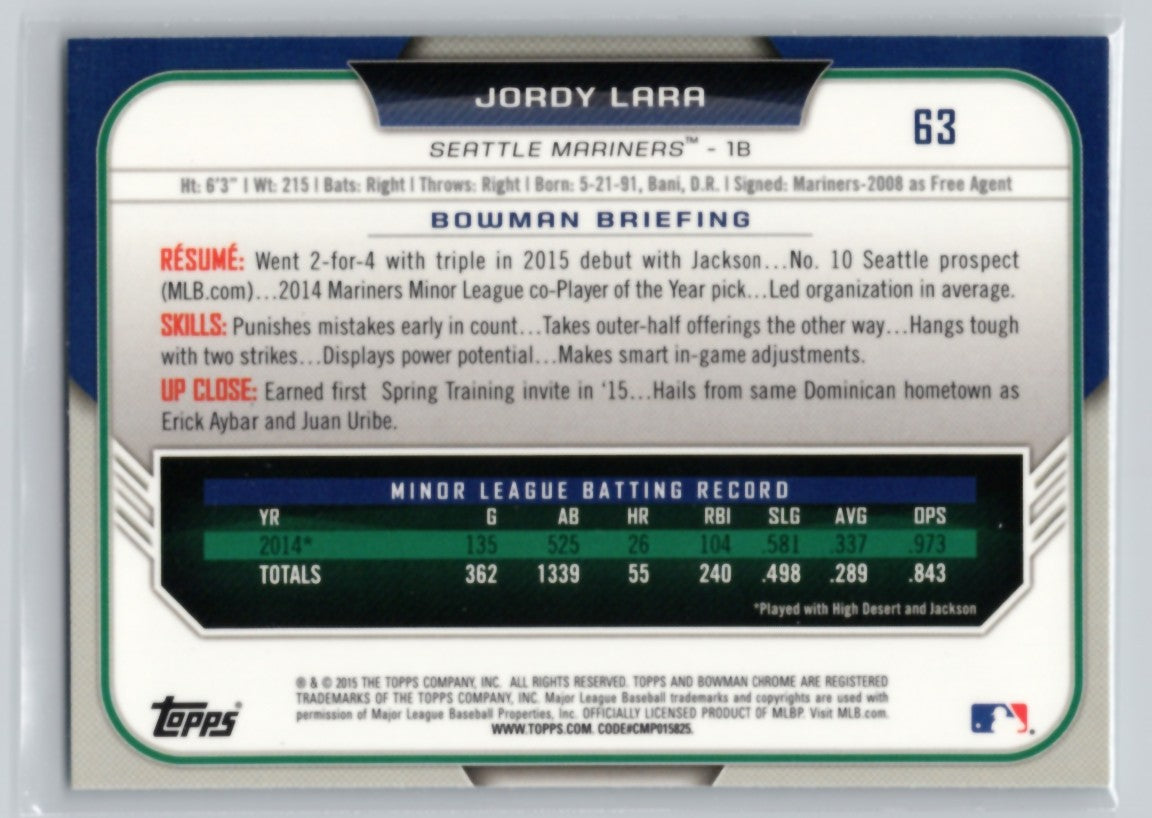 JORDY LARA
63
SEATTLE MARINERS™ - 1B
Ht: 6'3" | Wt: 215 | Bats: Right | Throws: Right | Born: 5-21-91, Bani, D.R. | Signed: Mariners-2008 as Free Agent
BOWMAN BRIEFING
RÉSUMÉ: Went 2-for-4 with triple in 2015 debut with Jackson...No. 10 Seattle prospect
(MLB.com)...2014 Mariners Minor League co-Player of the Year pick...Led organization in average.
SKILLS: Punishes mistakes early in count...Takes outer-half offerings the other way...Hangs tough
with two strikes...Displays power potential...Makes smart in-game adjustments.
UP CLOSE: Earned first Spring Training invite in '15...Hails from same Dominican hometown as
Erick Aybar and Juan Uribe.
MINOR LEAGUE BATTING RECORD
YR G AB HR RBI SLG AVG OPS
2014* 135 525 26 104 .581 .337 .973
TOTALS 362 1339 55 240 .498 .289 .843
*Played with High Desert and Jackson
® & © 2015 THE TOPPS COMPANY, INC. ALL RIGHTS RESERVED. TOPPS AND BOWMAN CHROME ARE REGISTERED
TRADEMARKS OF THE TOPPS COMPANY, INC. Major League Baseball trademarks and copyrights are used with
permission of Major League Baseball Properties, Inc. OFFICIALLY LICENSED PRODUCT OF MLBP. Visit MLB.com.
WWW.TOPPS.COM. CODE#CMP015825.
Topps®